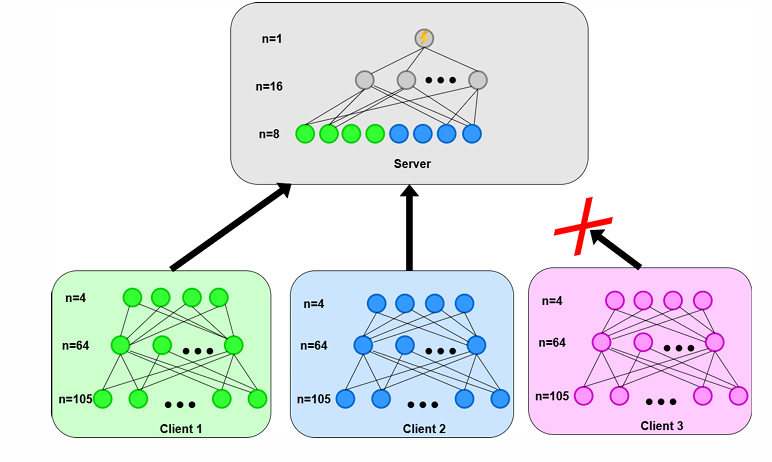 n=1
n=16
n=8
Server
n=4
n=64
n=105
Client 1
n=4
n=64
n=105
Client 2
n=4
n=64
n=105
Client 3